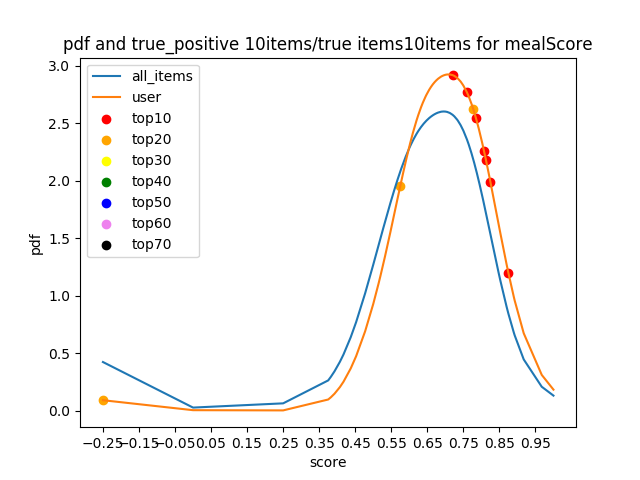 pdf and true_positive 10items/true items10items for mealScore
3.0
2.5
2.0
1.5
1.0
0.5
0.0
pdf
all_items
user
top10
top20
top30
top40
top50
top60
top70
−0.25 −0.15 −0.05 0.05 0.15 0.25 0.35 0.45 0.55 0.65 0.75 0.85 0.95
score